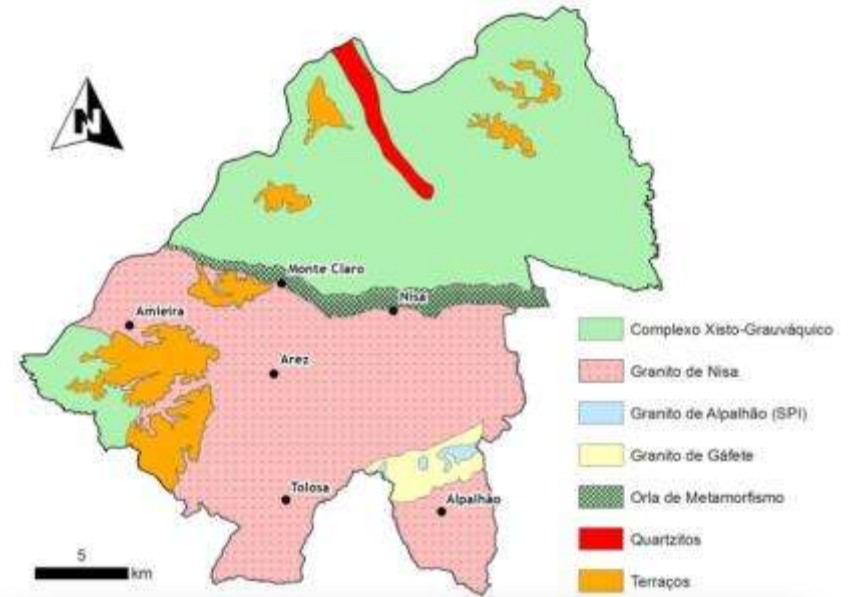 N
Monte Claro
Nisa
Amieira
Arez
Tolosa
Alpalhão
5
km
Complexo Xisto-Grauváquico
Granito de Nisa
Granito de Alpalhão (SPI)
Granito de Gáfete
Orla de Metamorfismo
Quartzitos
Terraços